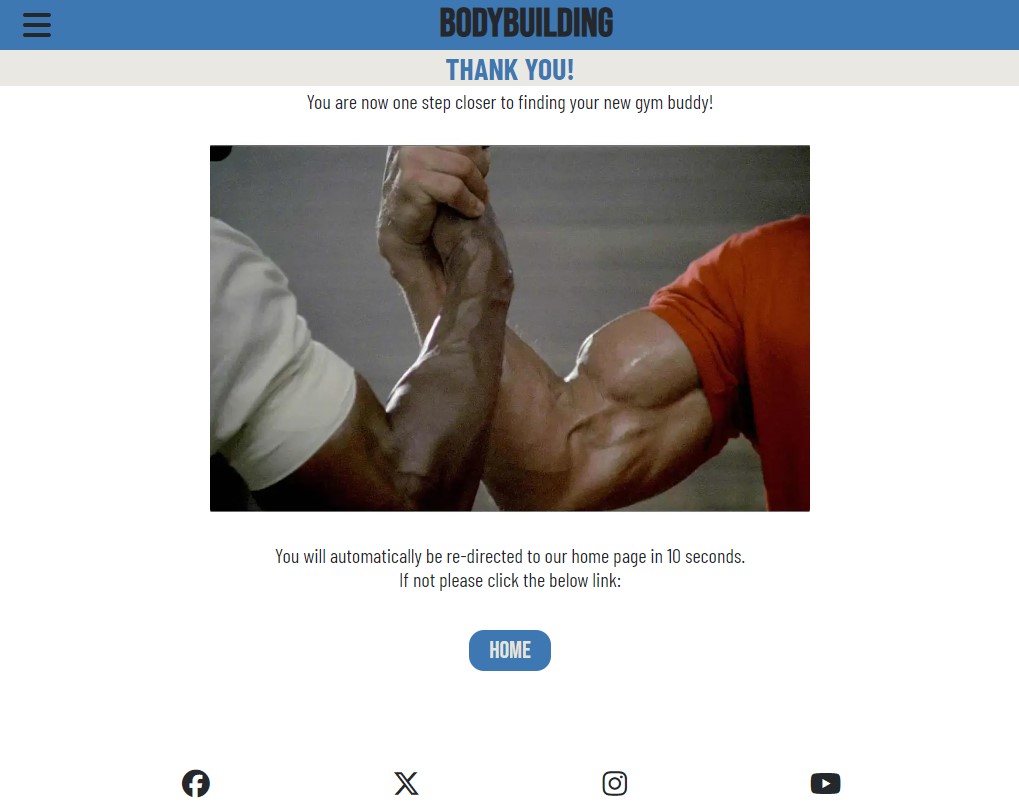 BODYBUILDING
THANK YOU!
You are now one step closer to finding your new gym buddy!
You will automatically be re-directed to our home page in 10 seconds.
If not please click the below link:
HOME